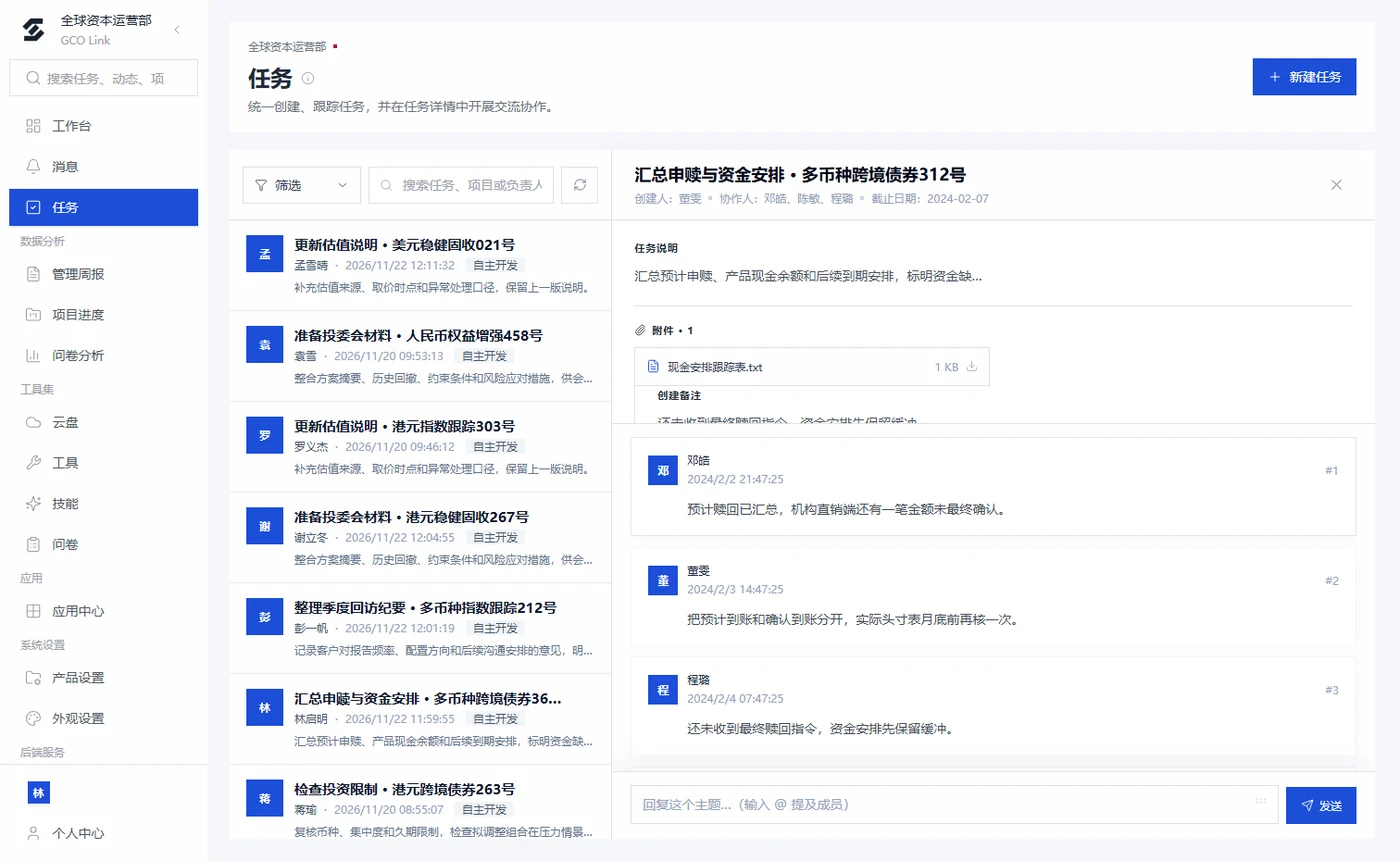 全球资本运营部
GCO Link
搜索任务、动态、项
工作台
消息
任务
数据分析
管理周报
项目进度
问卷分析
工具集
云盘
工具
技能
问卷
应用
应用中心
系统设置
产品设置
外观设置
后端服务
林
个人中心
全球资本运营部
任务
统一创建、跟踪任务，并在任务详情中开展交流协作。
新建任务
筛选
搜索任务、项目或负责人
孟
更新估值说明·美元稳健固收021号
孟雪晴 · 2026/11/22 12:11:32 自主开发
补充估值来源、取价时点和异常处理口径，保留上一版说明。
袁
准备投委会材料·人民币权益增强458号
袁雪 · 2026/11/20 09:53:13 自主开发
整合方案摘要、历史回撤、约束条件和风险应对措施，供会...
罗
更新估值说明·港元指数跟踪303号
罗义杰 · 2026/11/20 09:46:12 自主开发
补充估值来源、取价时点和异常处理口径，保留上一版说明。
谢
准备投委会材料·港元稳健固收267号
谢立冬 · 2026/11/22 12:04:55 自主开发
整合方案摘要、历史回撤、约束条件和风险应对措施，供会...
彭
整理季度回访纪要·多币种指数跟踪212号
彭一帆 · 2026/11/22 12:01:19 自主开发
记录客户对报告频率、配置方向和后续沟通安排的意见，明...
林
汇总申赎与资金安排·多币种跨境债券36...
林启明 · 2026/11/22 11:59:55 自主开发
汇总预计申赎、产品现金余额和后续到期安排，标明资金缺...
蒋
检查投资限制·港元跨境债券263号
蒋瑜 · 2026/11/20 08:55:07 自主开发
复核币种、集中度和久期限制，检查拟调整组合在压力情景...
汇总申赎与资金安排·多币种跨境债券312号
创建人：董雯 协作人：邓皓、陈敏、程璐 截止日期：2024-02-07
任务说明
汇总预计申赎、产品现金余额和后续到期安排，标明资金缺...
附件 · 1
现金安排跟踪表.txt 1 KB
创建备注
还未收到最终赎回指令，资金安排先保留缓冲。
邓
邓皓
2024/2/2 21:47:25
#1
预计赎回已汇总，机构直销端还有一笔金额未最终确认。
董
董雯
2024/2/3 14:47:25
#2
把预计到账和确认到账分开，实际头寸表月底前再核一次。
程
程璐
2024/2/4 07:47:25
#3
还未收到最终赎回指令，资金安排先保留缓冲。
回复这个主题...（输入 @ 提及成员）
发送